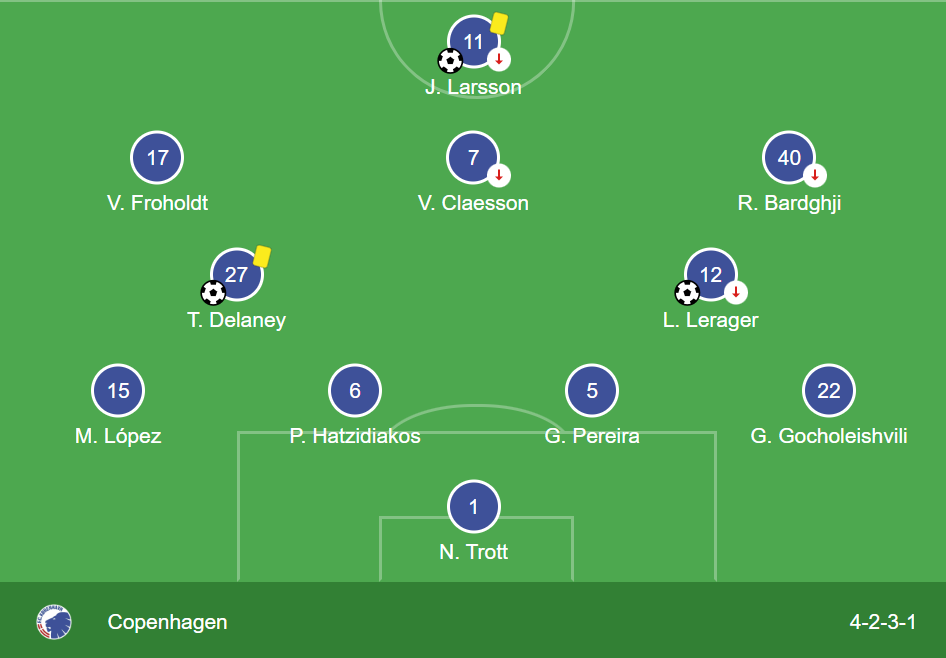 11
J. Larsson
17
7
40
V. Froholdt
V. Claesson
R. Bardghji
27
12
T. Delaney
L. Lerager
15
6
5
22
M. López
P. Hatzidiakos
G. Pereira
G. Gocholeishvili
1
N. Trott
Copenhagen
4-2-3-1